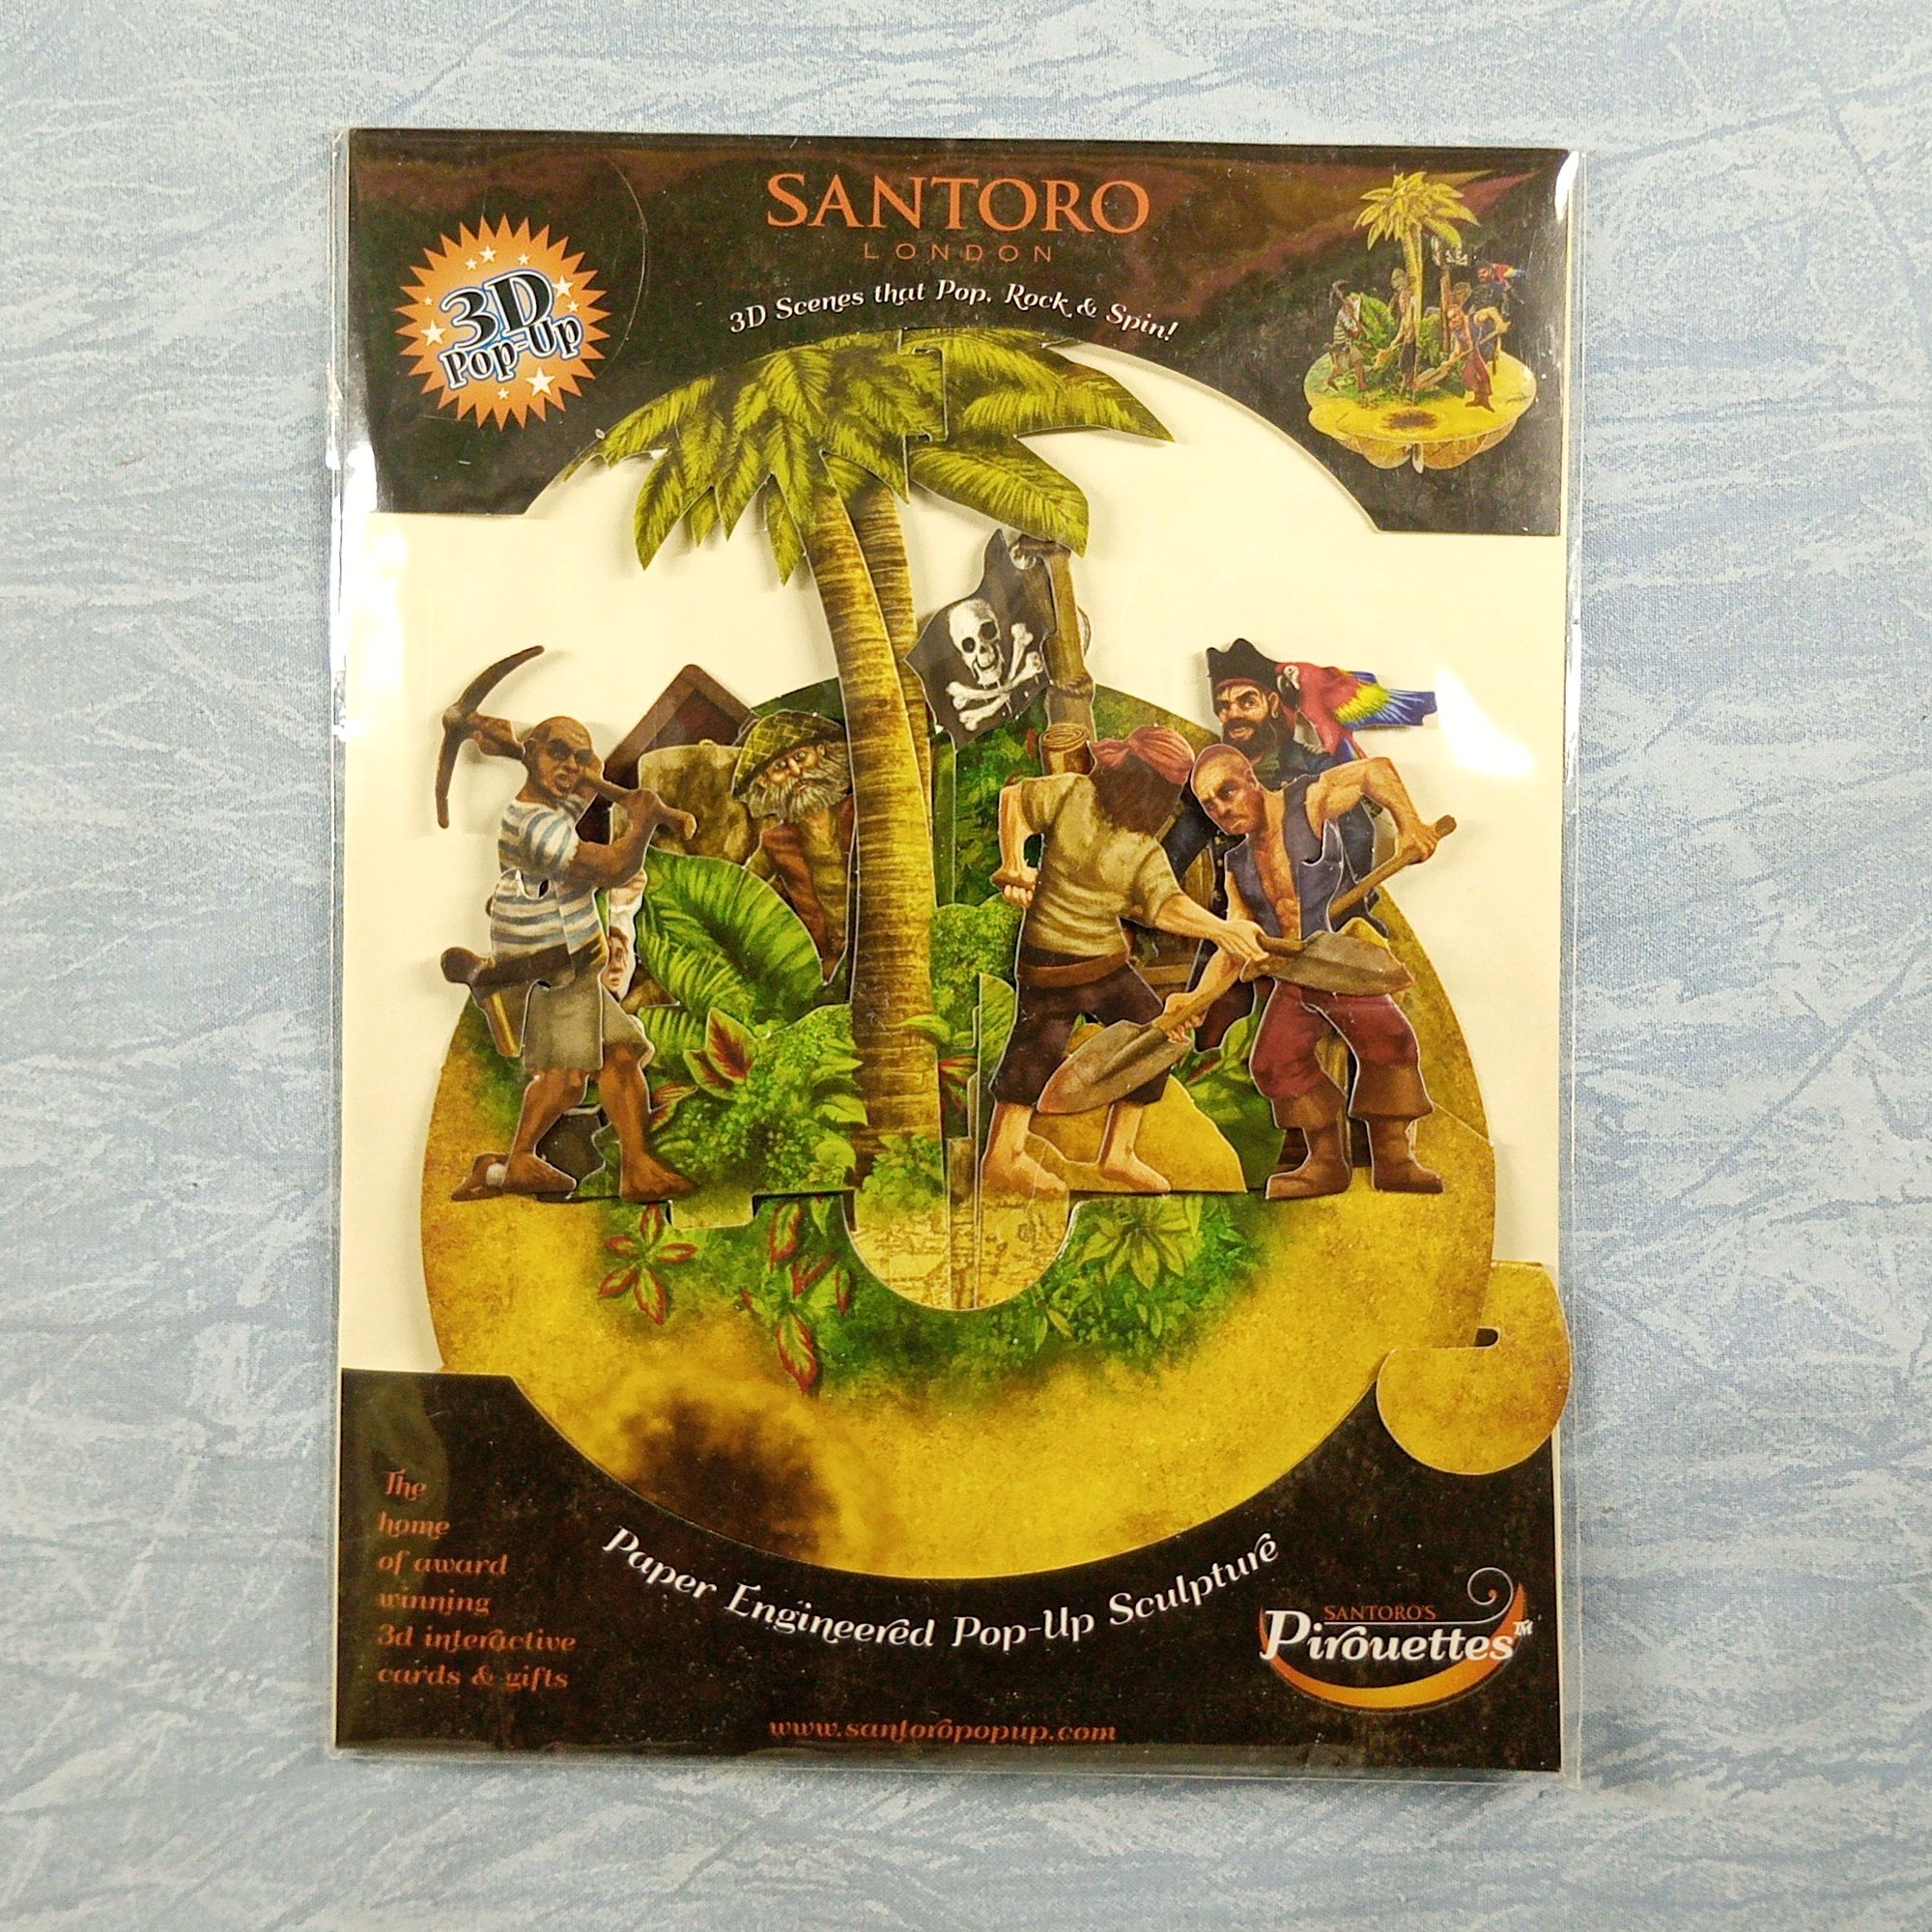 SANTORO
LONDON
3D Scenes that Pop, Rock & Spin!
3D
Pop-Up
The
home
of award
winning
3d interactive
cards & gifts
Paper Engineered Pop-Up Sculpture
SANTORO'S
Pirouettes™
www.santoropopup.com